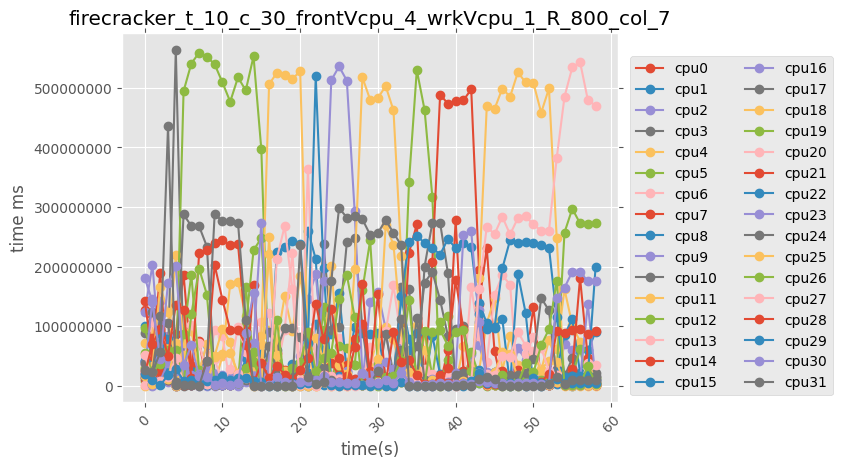 firecracker_t_10_c_30_frontVcpu_4_wrkVcpu_1_R_800_col_7
time ms
500000000
400000000
300000000
200000000
100000000
0
0
10
20
30
40
50
60
time(s)
cpu0
cpu1
cpu2
cpu3
cpu4
cpu5
cpu6
cpu7
cpu8
cpu9
cpu10
cpu11
cpu12
cpu13
cpu14
cpu15
cpu16
cpu17
cpu18
cpu19
cpu20
cpu21
cpu22
cpu23
cpu24
cpu25
cpu26
cpu27
cpu28
cpu29
cpu30
cpu31